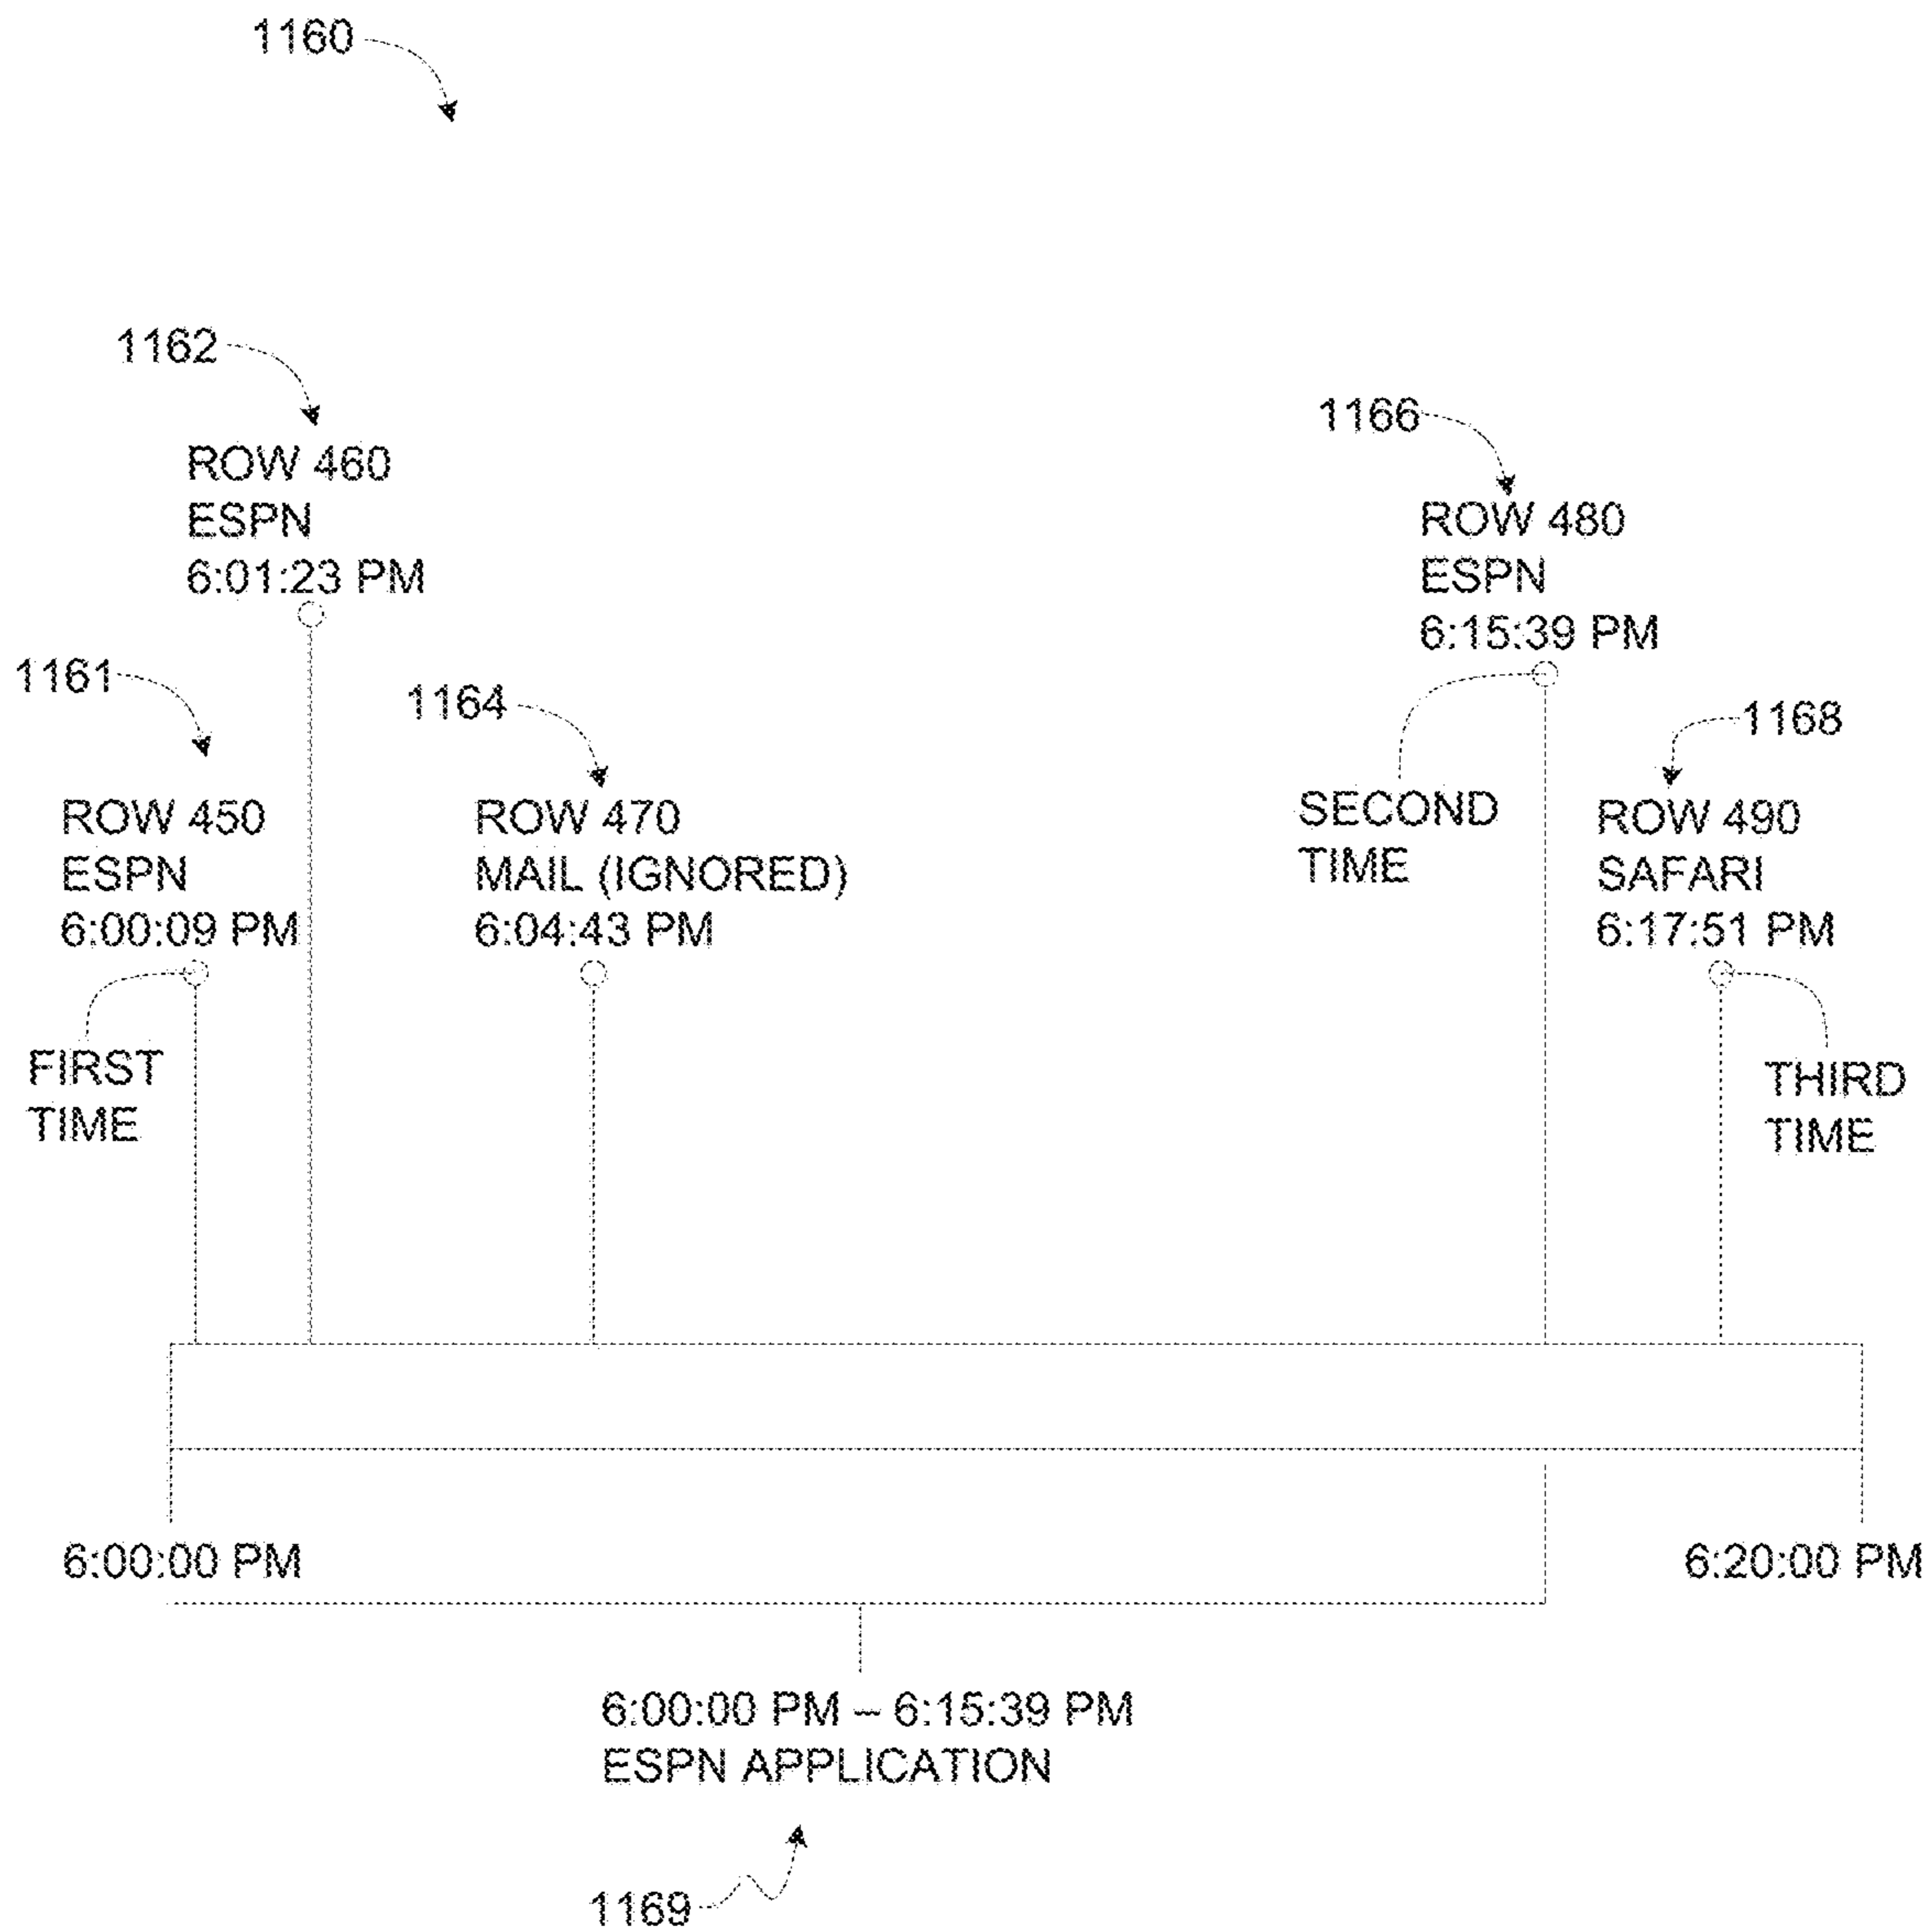 1160
1162
ROW 460
ESPN
6:01:23 PM
1166
ROW 480
ESPN
6:15:39 PM
1161
ROW 450
ESPN
6:00:09 PM
1164
ROW 470
MAIL (IGNORED)
6:04:43 PM
SECOND
TIME
1168
ROW 490
SAFARI
6:17:51 PM
FIRST
TIME
THIRD
TIME
6:00:00 PM
6:20:00 PM
6:00:00 PM – 6:15:39 PM
ESPN APPLICATION
1169